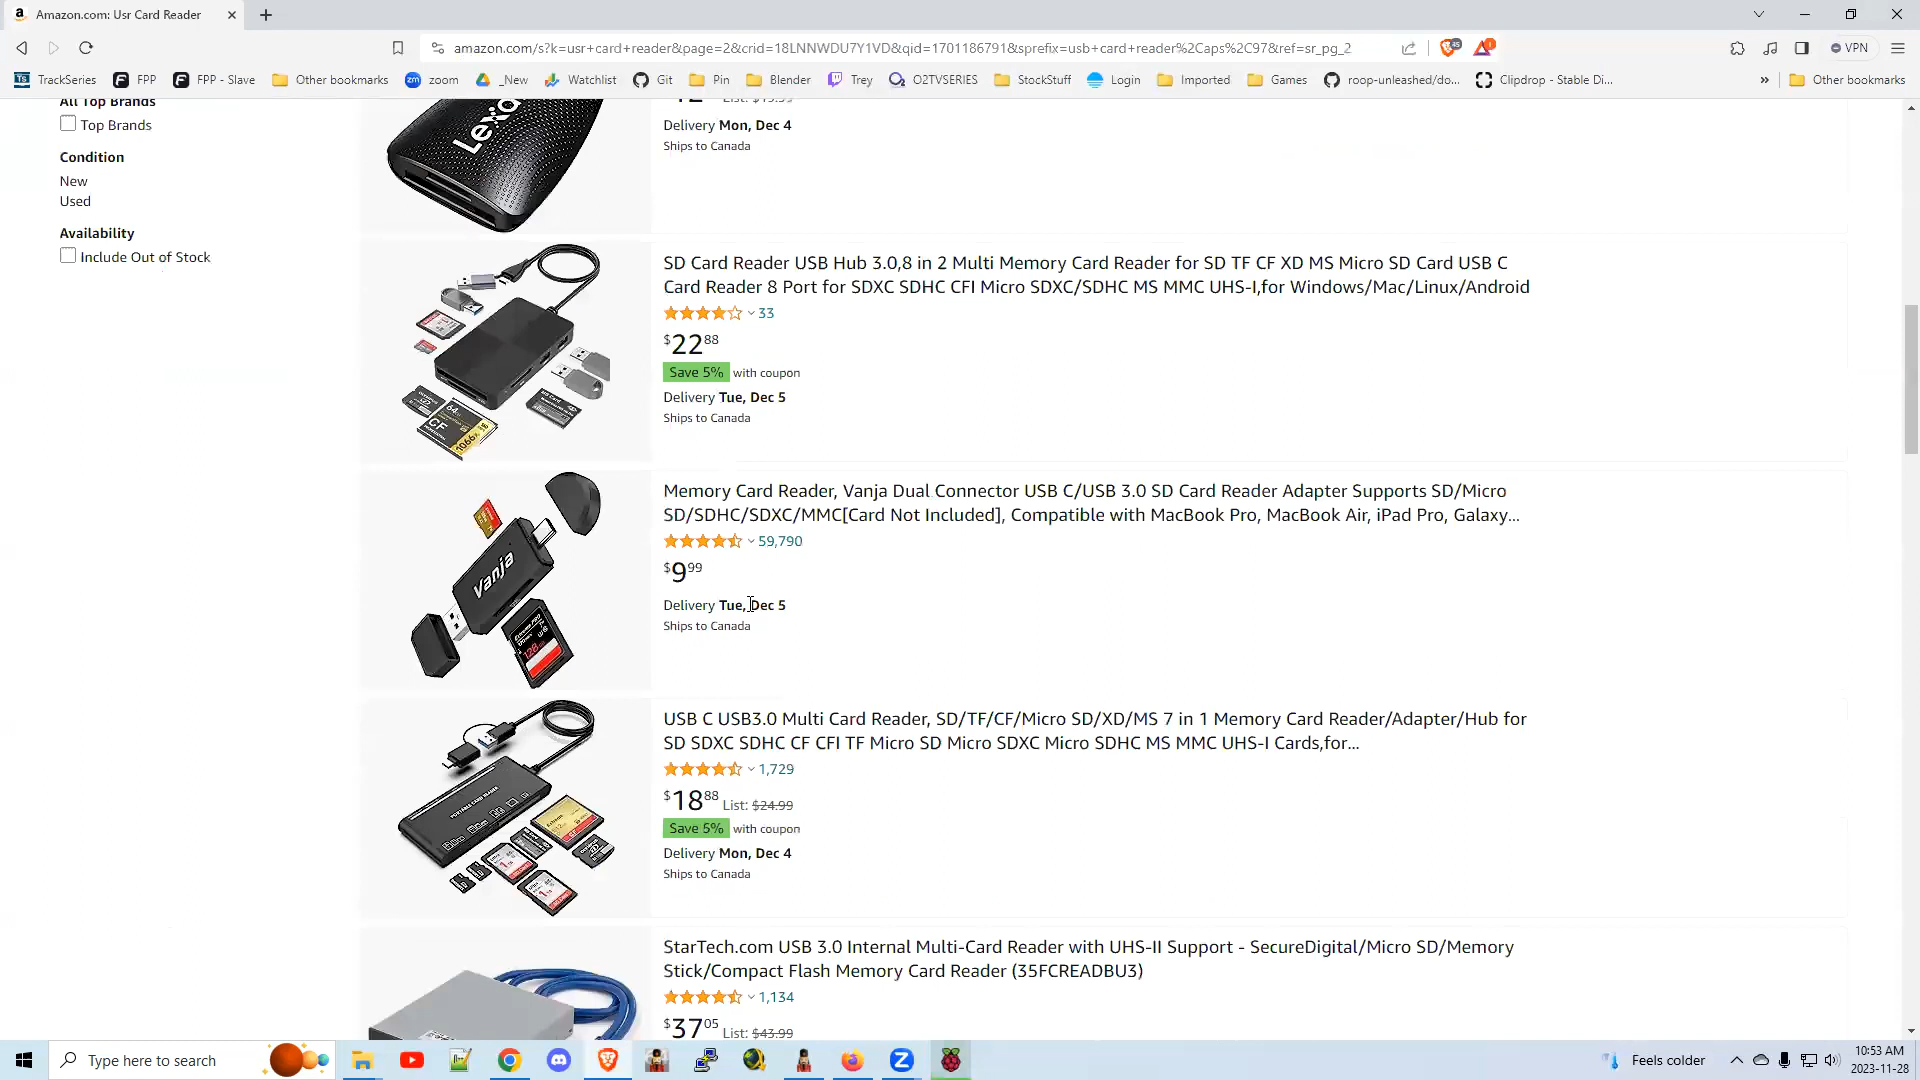 Amazon.com: Usr Card Reader
amazon.com/s?k=usr+card+reader&page=2&crid=18LNNWDU7Y1VD&qid=1701186791&sprefix=usb+card+reader%2Caps%2C97&ref=sr_pg_2
VPN
TrackSeries
FPP
FPP - Slave
Other bookmarks
zoom
_New
Watchlist
Git
Pin
Blender
Trey
O2TVSERIES
StockStuff
Login
Imported
Games
roop-unleashed/do...
Clipdrop - Stable Di...
»
Other bookmarks
All Top Brands
Top Brands
Condition
New
Used
Availability
Include Out of Stock
Delivery Mon, Dec 4
Ships to Canada
SD Card Reader USB Hub 3.0,8 in 2 Multi Memory Card Reader for SD TF CF XD MS Micro SD Card USB C
Card Reader 8 Port for SDXC SDHC CFI Micro SDXC/SDHC MS MMC UHS-I,for Windows/Mac/Linux/Android
33
$22 88
Save 5% with coupon
Delivery Tue, Dec 5
Ships to Canada
Vanja
Memory Card Reader, Vanja Dual Connector USB C/USB 3.0 SD Card Reader Adapter Supports SD/Micro
SD/SDHC/SDXC/MMC[Card Not Included], Compatible with MacBook Pro, MacBook Air, iPad Pro, Galaxy...
59,790
$9 99
Delivery Tue, Dec 5
Ships to Canada
USB C USB3.0 Multi Card Reader, SD/TF/CF/Micro SD/XD/MS 7 in 1 Memory Card Reader/Adapter/Hub for
SD SDXC SDHC CF CFI TF Micro SD Micro SDXC Micro SDHC MS MMC UHS-I Cards,for...
1,729
$18 88 List: $24.99
Save 5% with coupon
Delivery Mon, Dec 4
Ships to Canada
StarTech.com USB 3.0 Internal Multi-Card Reader with UHS-II Support - SecureDigital/Micro SD/Memory
Stick/Compact Flash Memory Card Reader (35FCREADBU3)
1,134
$37 05 List: $43.99
Type here to search
Feels colder
10:53 AM
2023-11-28